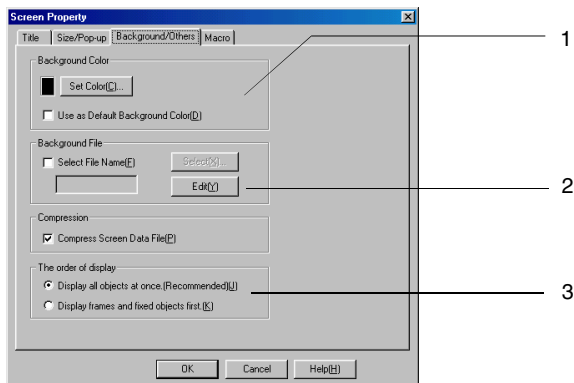 Screen Property
Title Size/Pop-up Background/Others Macro
1
Background Color
Set Color(C)...
Use as Default Background Color(D)
Background File
Select File Name(F) Select(X)...
Edit(Y)
2
Compression
Compress Screen Data File(P)
The order of display
Display all objects at once.(Recommended)(J)
3
Display frames and fixed objects first.(K)
OK Cancel Help(H)